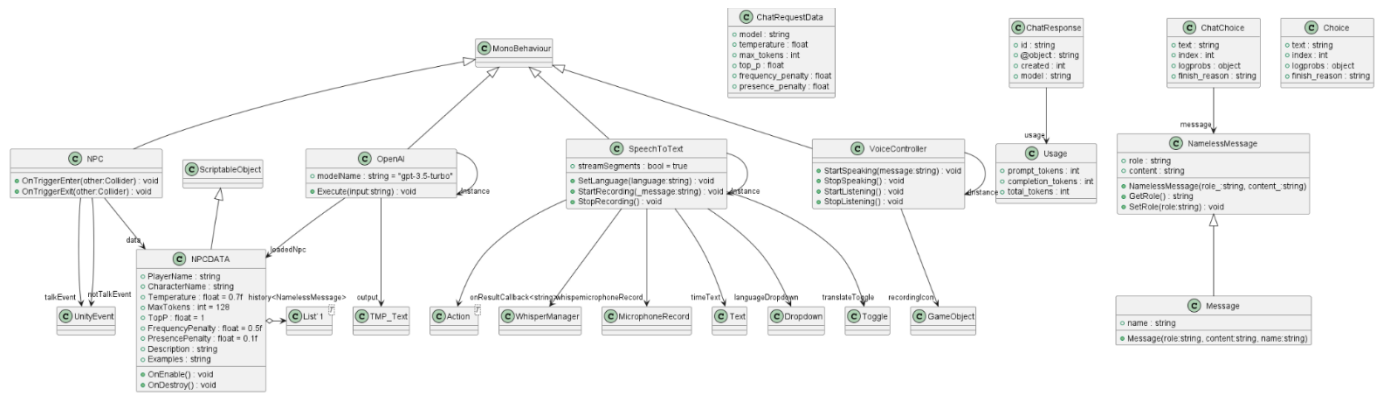 C ChatRequestData
model : string
temperature : float
max_tokens : int
top_p : float
frequency_penalty : float
presence_penalty : float
C ChatResponse
id : string
@object : string
created : int
model : string
C ChatChoice
text : string
index : int
logprobs : object
finish_reason : string
C Choice
text : string
index : int
logprobs : object
finish_reason : string
C MonoBehaviour
usage
message
C NPC
OnTriggerEnter(other:Collider) : void
OnTriggerExit(other:Collider) : void
C ScriptableObject
C OpenAI
modelName : string = "gpt-3.5-turbo"
Execute(input:string) : void
Instance
C SpeechToText
streamSegments : bool = true
SetLanguage(language:string) : void
StartRecording(_message:string) : void
StopRecording() : void
Instance
C VoiceController
StartSpeaking(message:string) : void
StopSpeaking() : void
StartListening() : void
StopListening() : void
Instance
C Usage
prompt_tokens : int
completion_tokens : int
total_tokens : int
C NamelessMessage
role : string
content : string
NamelessMessage(role_:string, content_:string)
GetRole() : string
SetRole(role:string) : void
data
loadedNpc
C NPCDATA
PlayerName : string
CharacterName : string
Temperature : float = 0.7f
MaxTokens : int = 128
TopP : float = 1
FrequencyPenalty : float = 0.5f
PresencePenalty : float = 0.1f
Description : string
Examples : string
OnEnable() : void
OnDestroy() : void
talkEvent
notTalkEvent
history<NamelessMessage>
output
onResultCallback<string>
whisper
microphoneRecord
timeText
languageDropdown
translateToggle
recordingIcon
C UnityEvent
C List`1
T
C TMP_Text
C Action
T
C WhisperManager
C MicrophoneRecord
C Text
C Dropdown
C Toggle
C GameObject
C Message
name : string
Message(role:string, content:string, name:string)